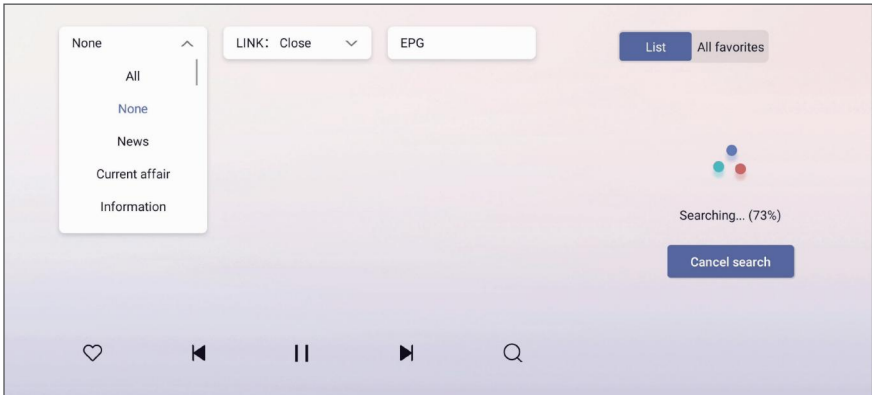 None
LINK: Close
EPG
List
All favorites
All
None
News
Current affair
Information
Searching... (73%)
Cancel search